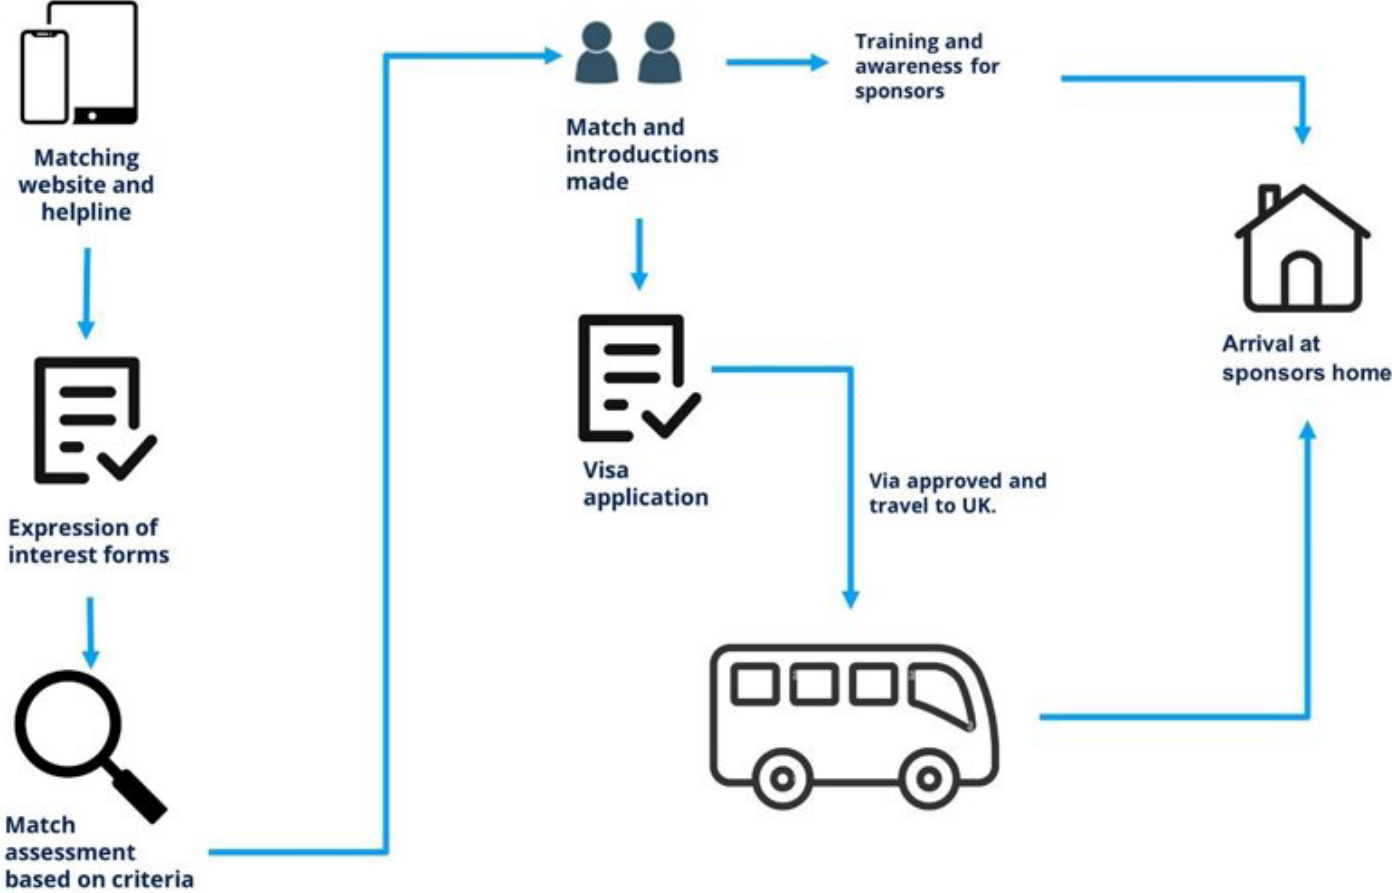 Matching
website and
helpline
Expression of
interest forms
Match
assessment
based on criteria
Match and
introductions
made
Training and
awareness for
sponsors
Visa
application
Via approved and
travel to UK.
Arrival at
sponsors home